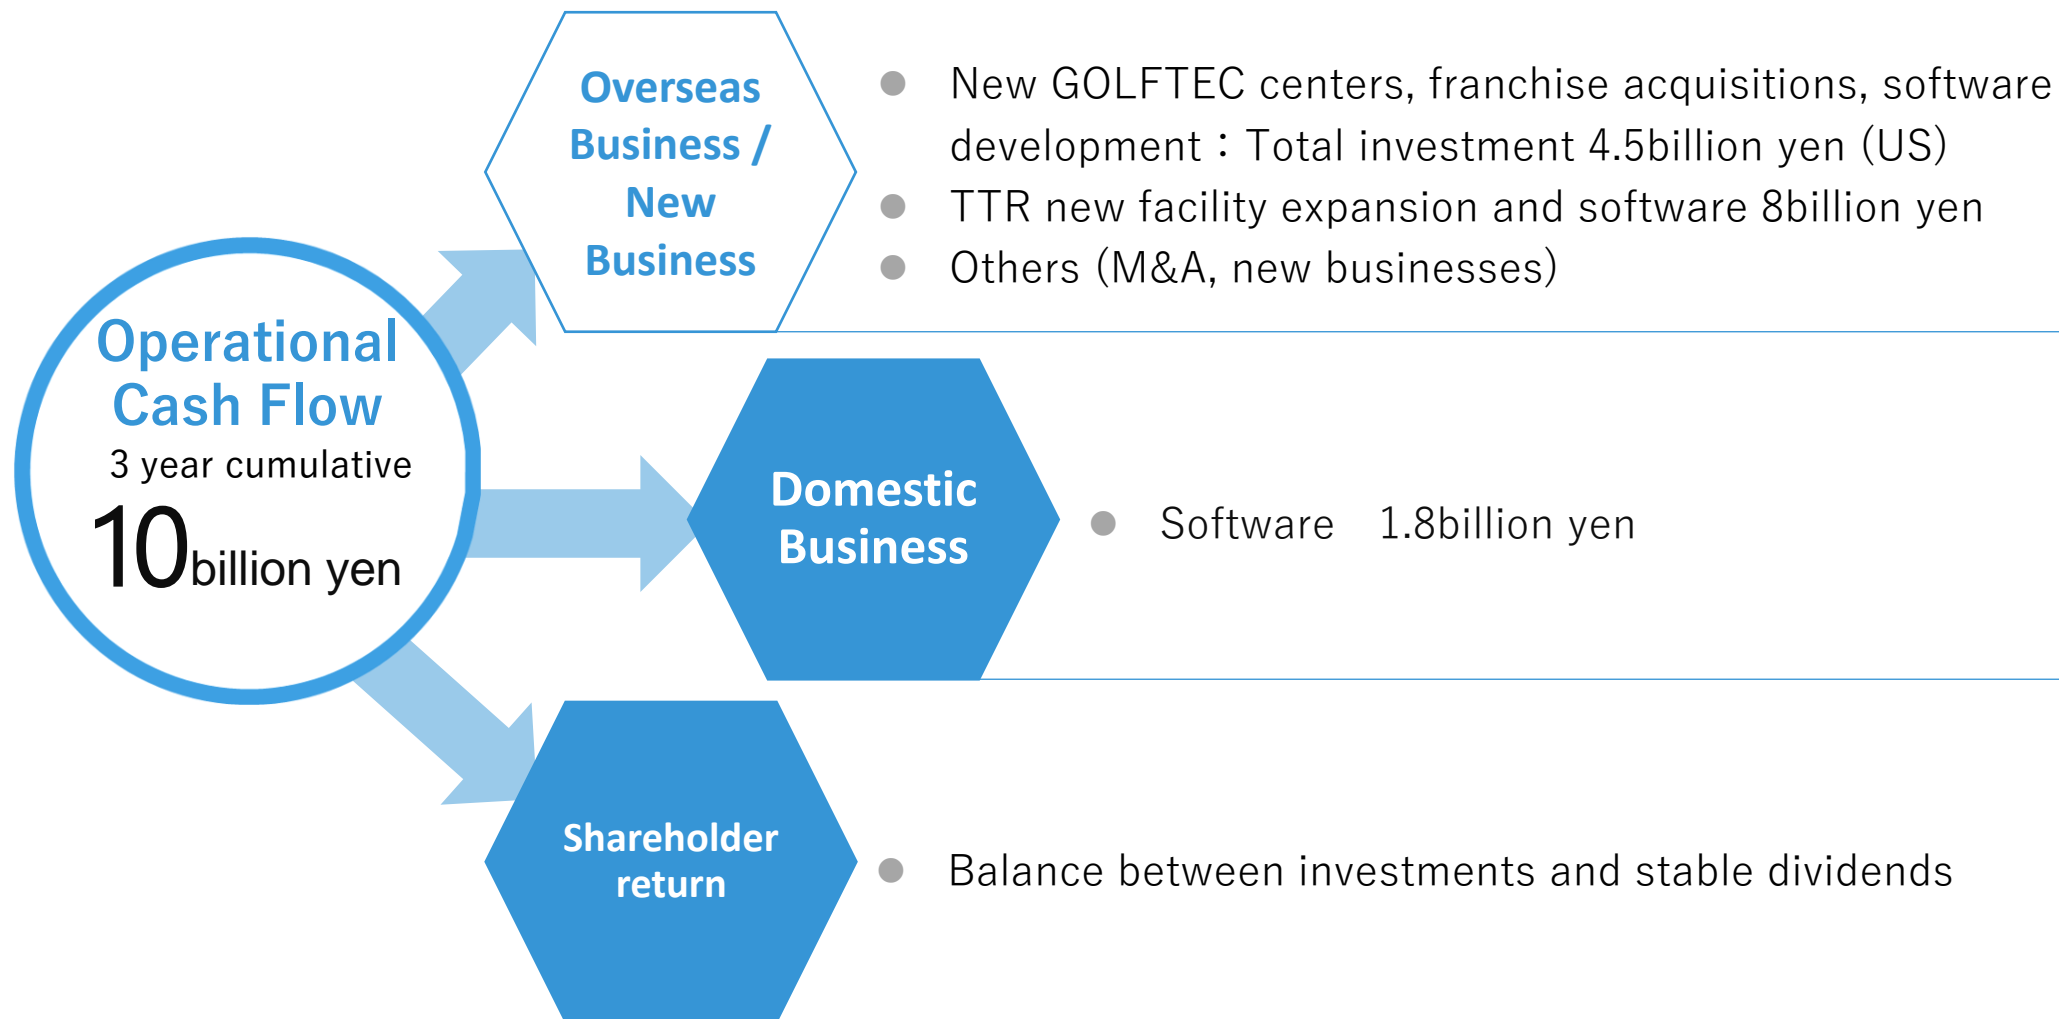 Overseas
Business /
New
Business
● New GOLFTEC centers, franchise acquisitions, software
development：Total investment 4.5billion yen (US)
● TTR new facility expansion and software 8billion yen
● Others (M&A, new businesses)
Operational
Cash Flow
3 year cumulative
10billion yen
Domestic
Business
● Software　1.8billion yen
Shareholder
return
● Balance between investments and stable dividends